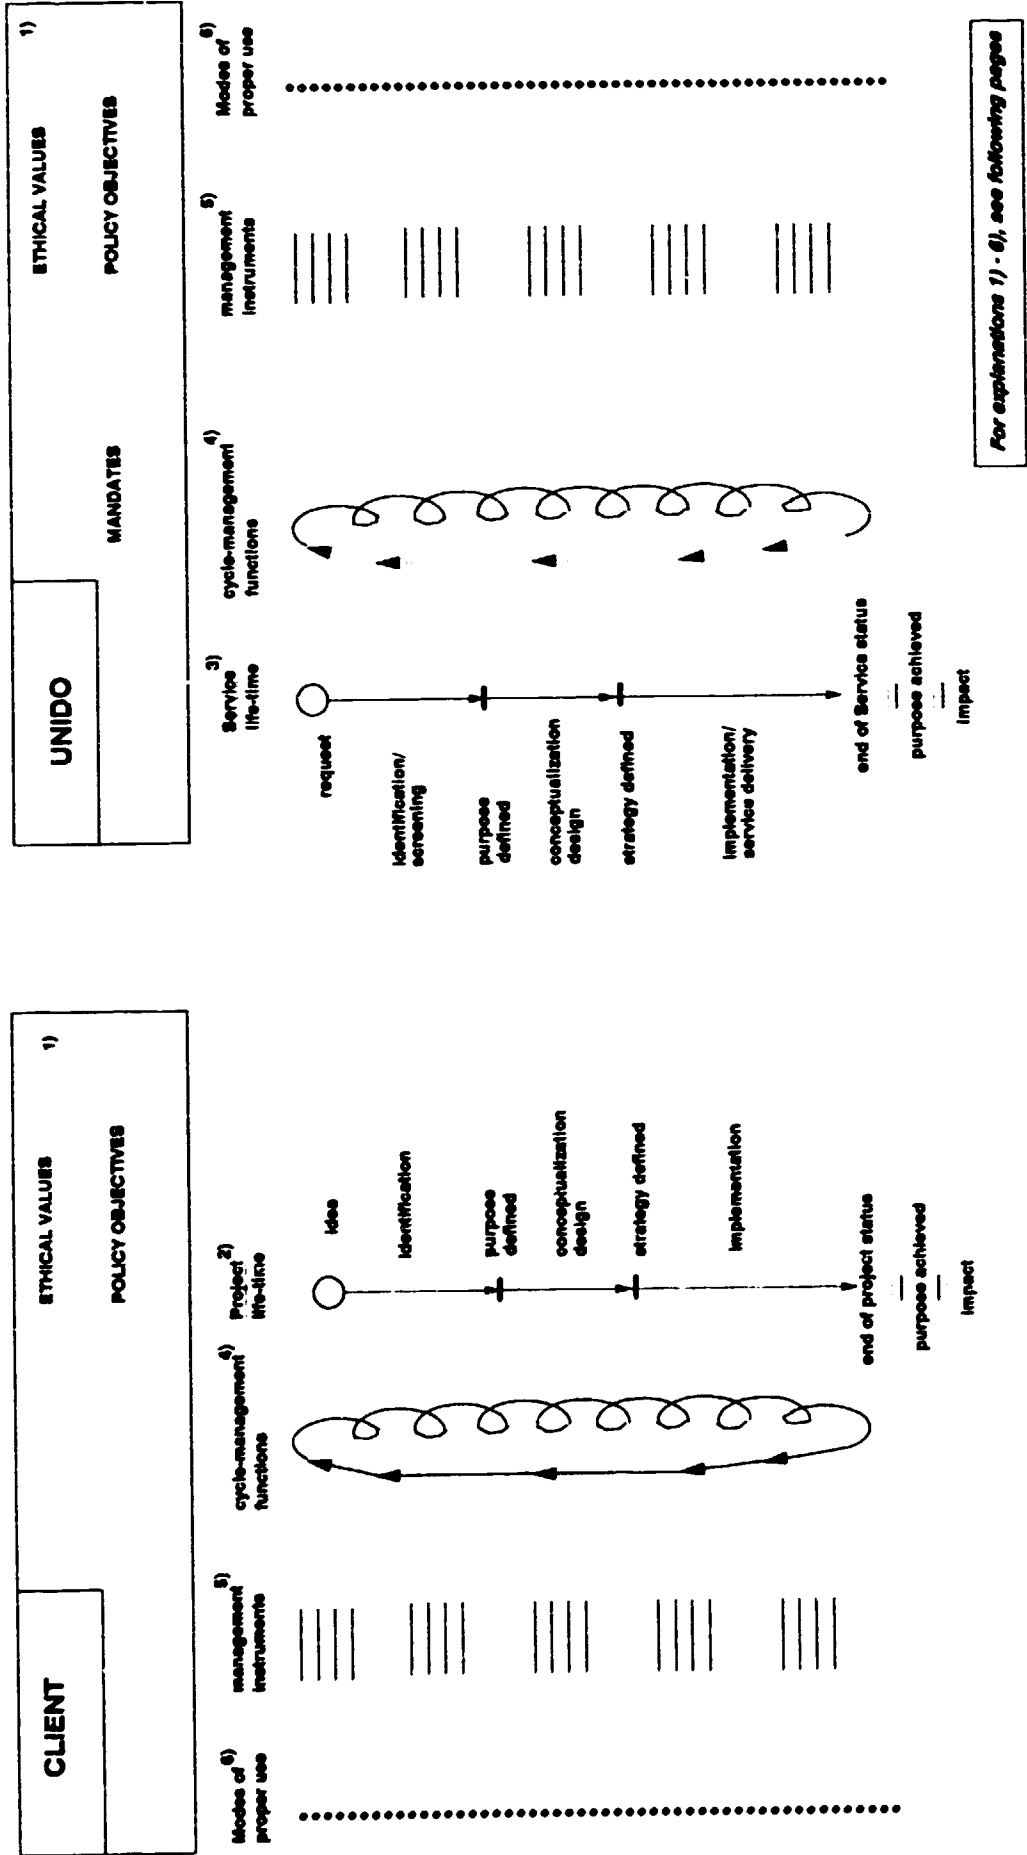 CLIENT
ETHICAL VALUES
1)
POLICY OBJECTIVES
Modes of 6)
proper use
5)
management
instruments
4)
cycle-management
functions
2)
Project
life-time
idea
identification
purpose
defined
conceptualization
design
strategy defined
implementation
end of project status
purpose achieved
impact
UNIDO
ETHICAL VALUES
1)
MANDATES
POLICY OBJECTIVES
3)
Service
life-time
request
identification/
screening
purpose
defined
conceptualization
design
strategy defined
implementation/
service delivery
end of Service status
purpose achieved
impact
4)
cycle-management
functions
5)
management
instruments
6)
Modes of
proper use
For explanations 1) - 6), see following pages